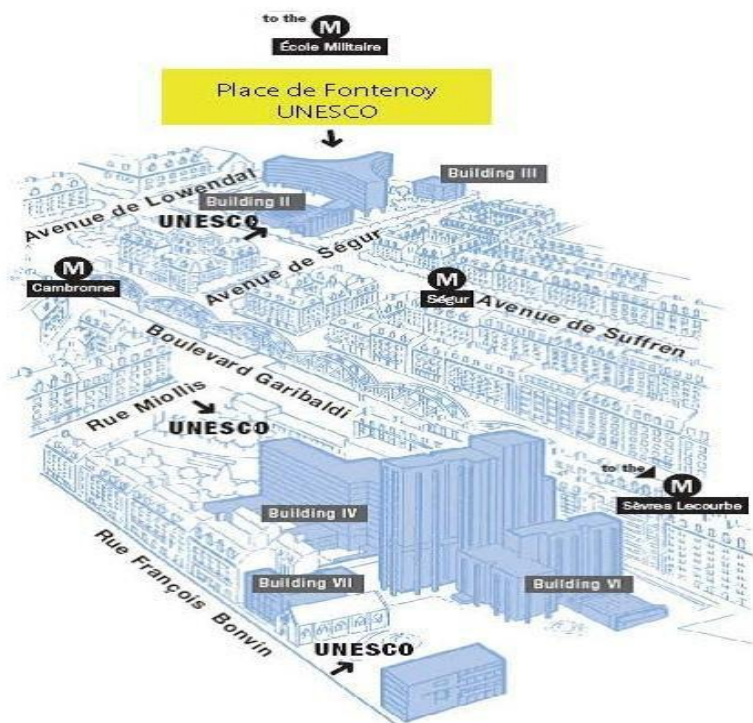 to the M
École Militaire
Place de Fontenoy
UNESCO
Building III
Avenue de Lowendal
Building II
UNESCO
Avenue de Ségur
M
Cambronne
M
Ségur
Avenue de Suffren
Boulevard Garibaldi
Rue Miollis
UNESCO
to the M
Sèvres Lecourbe
Building IV
Building VII
Building VI
Rue François Bonvin
UNESCO